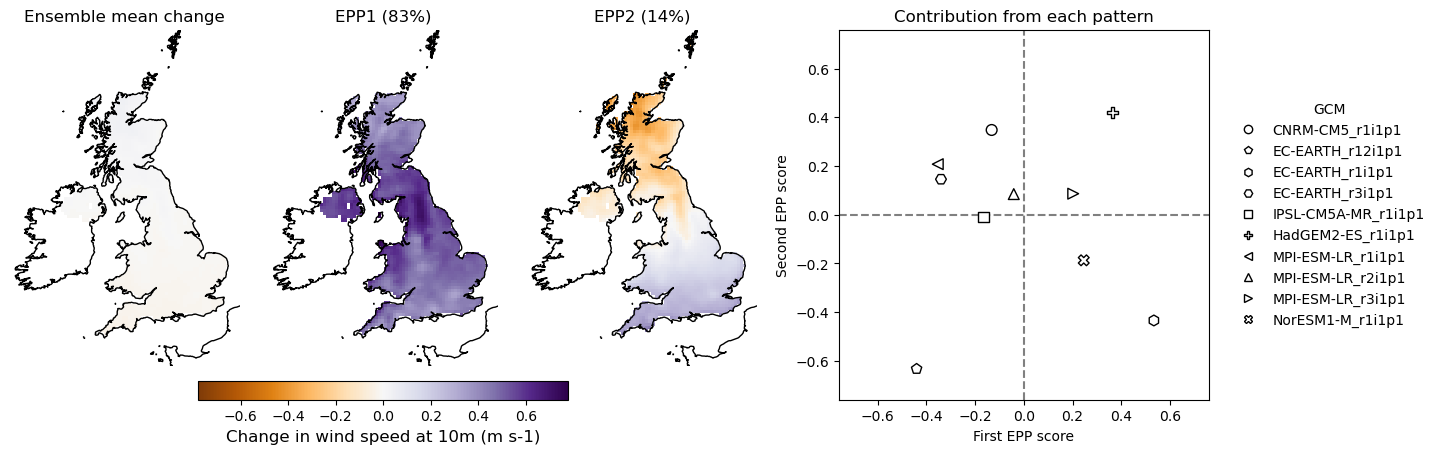 Ensemble mean change
EPP1 (83%)
EPP2 (14%)
Contribution from each pattern
0.6
0.4
0.2
0.0
−0.2
−0.4
−0.6
Second EPP score
−0.6
−0.4
−0.2
0.0
0.2
0.4
0.6
First EPP score
GCM
CNRM-CM5_r1i1p1
EC-EARTH_r12i1p1
EC-EARTH_r1i1p1
EC-EARTH_r3i1p1
IPSL-CM5A-MR_r1i1p1
HadGEM2-ES_r1i1p1
MPI-ESM-LR_r1i1p1
MPI-ESM-LR_r2i1p1
MPI-ESM-LR_r3i1p1
NorESM1-M_r1i1p1
−0.6
−0.4
−0.2
0.0
0.2
0.4
0.6
Change in wind speed at 10m (m s-1)